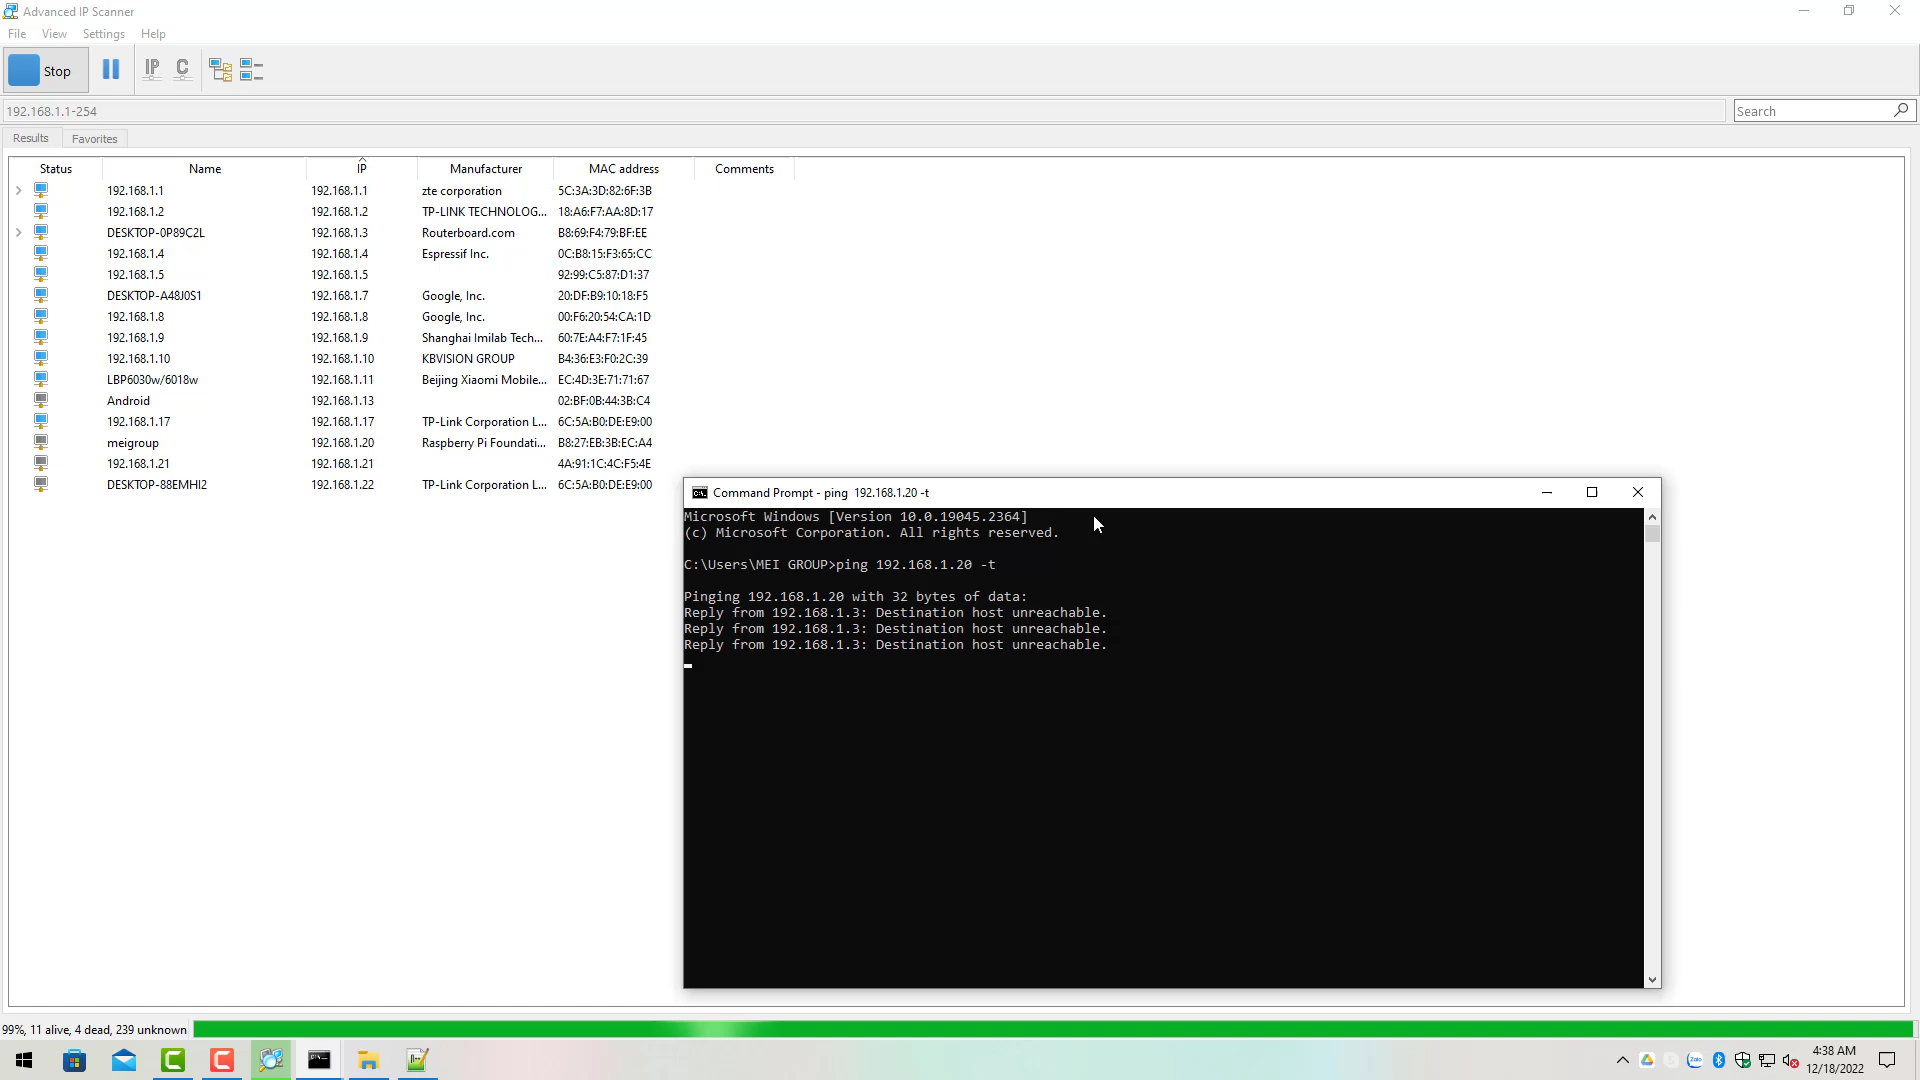 Advanced IP Scanner
File View Settings Help
Stop IP C
192.168.1.1-254 Search
Results Favorites
Status Name IP Manufacturer MAC address Comments
192.168.1.1 192.168.1.1 zte corporation 5C:3A:3D:82:6F:3B
192.168.1.2 192.168.1.2 TP-LINK TECHNOLOG... 18:A6:F7:AA:8D:17
DESKTOP-0P89C2L 192.168.1.3 Routerboard.com B8:69:F4:79:BF:EE
192.168.1.4 192.168.1.4 Espressif Inc. 0C:B8:15:F3:65:CC
192.168.1.5 192.168.1.5 92:99:C5:87:D1:37
DESKTOP-A48J0S1 192.168.1.7 Google, Inc. 20:DF:B9:10:18:F5
192.168.1.8 192.168.1.8 Google, Inc. 00:F6:20:54:CA:1D
192.168.1.9 192.168.1.9 Shanghai Imilab Tech... 60:7E:A4:F7:1F:45
192.168.1.10 192.168.1.10 KBVISION GROUP B4:36:E3:F0:2C:39
LBP6030w/6018w 192.168.1.11 Beijing Xiaomi Mobile... EC:4D:3E:71:71:67
Android 192.168.1.13 02:BF:0B:44:3B:C4
192.168.1.17 192.168.1.17 TP-Link Corporation L... 6C:5A:B0:DE:E9:00
meigroup 192.168.1.20 Raspberry Pi Foundati... B8:27:EB:3B:EC:A4
192.168.1.21 192.168.1.21 4A:91:1C:4C:F5:4E
DESKTOP-88EMHI2 192.168.1.22 TP-Link Corporation L... 6C:5A:B0:DE:E9:00
Command Prompt - ping 192.168.1.20 -t
Microsoft Windows [Version 10.0.19045.2364]
(c) Microsoft Corporation. All rights reserved.
C:\Users\MEI GROUP>ping 192.168.1.20 -t
Pinging 192.168.1.20 with 32 bytes of data:
Reply from 192.168.1.3: Destination host unreachable.
Reply from 192.168.1.3: Destination host unreachable.
Reply from 192.168.1.3: Destination host unreachable.
99%, 11 alive, 4 dead, 239 unknown
4:38 AM
12/18/2022